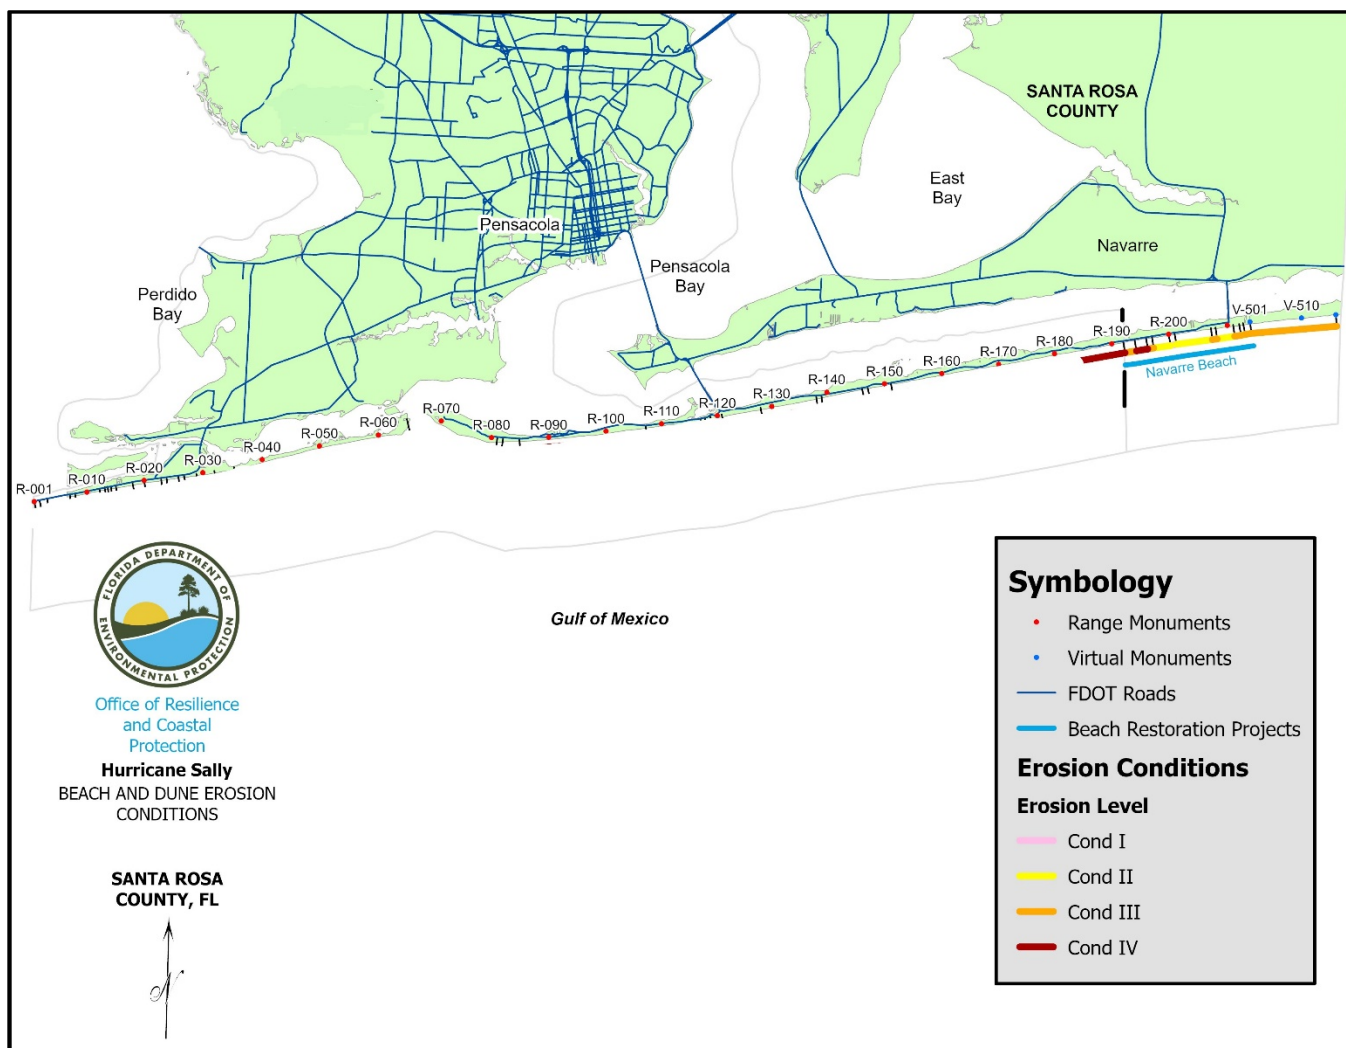 SANTA ROSA
COUNTY
East
Bay
Pensacola
Navarre
Pensacola
Bay
Perdido
Bay
V-510
V-501
R-200
R-190
R-180
R-170
R-160
R-150
R-140
R-130
R-120
R-110
R-100
R-090
R-080
R-070
R-060
R-050
R-040
R-030
R-020
R-010
R-001
Navarre Beach
FLORIDA DEPARTMENT OF
ENVIRONMENTAL PROTECTION
Office of Resilience
and Coastal
Protection
Hurricane Sally
BEACH AND DUNE EROSION
CONDITIONS
SANTA ROSA
COUNTY, FL
Gulf of Mexico
Symbology
Range Monuments
Virtual Monuments
FDOT Roads
Beach Restoration Projects
Erosion Conditions
Erosion Level
Cond I
Cond II
Cond III
Cond IV